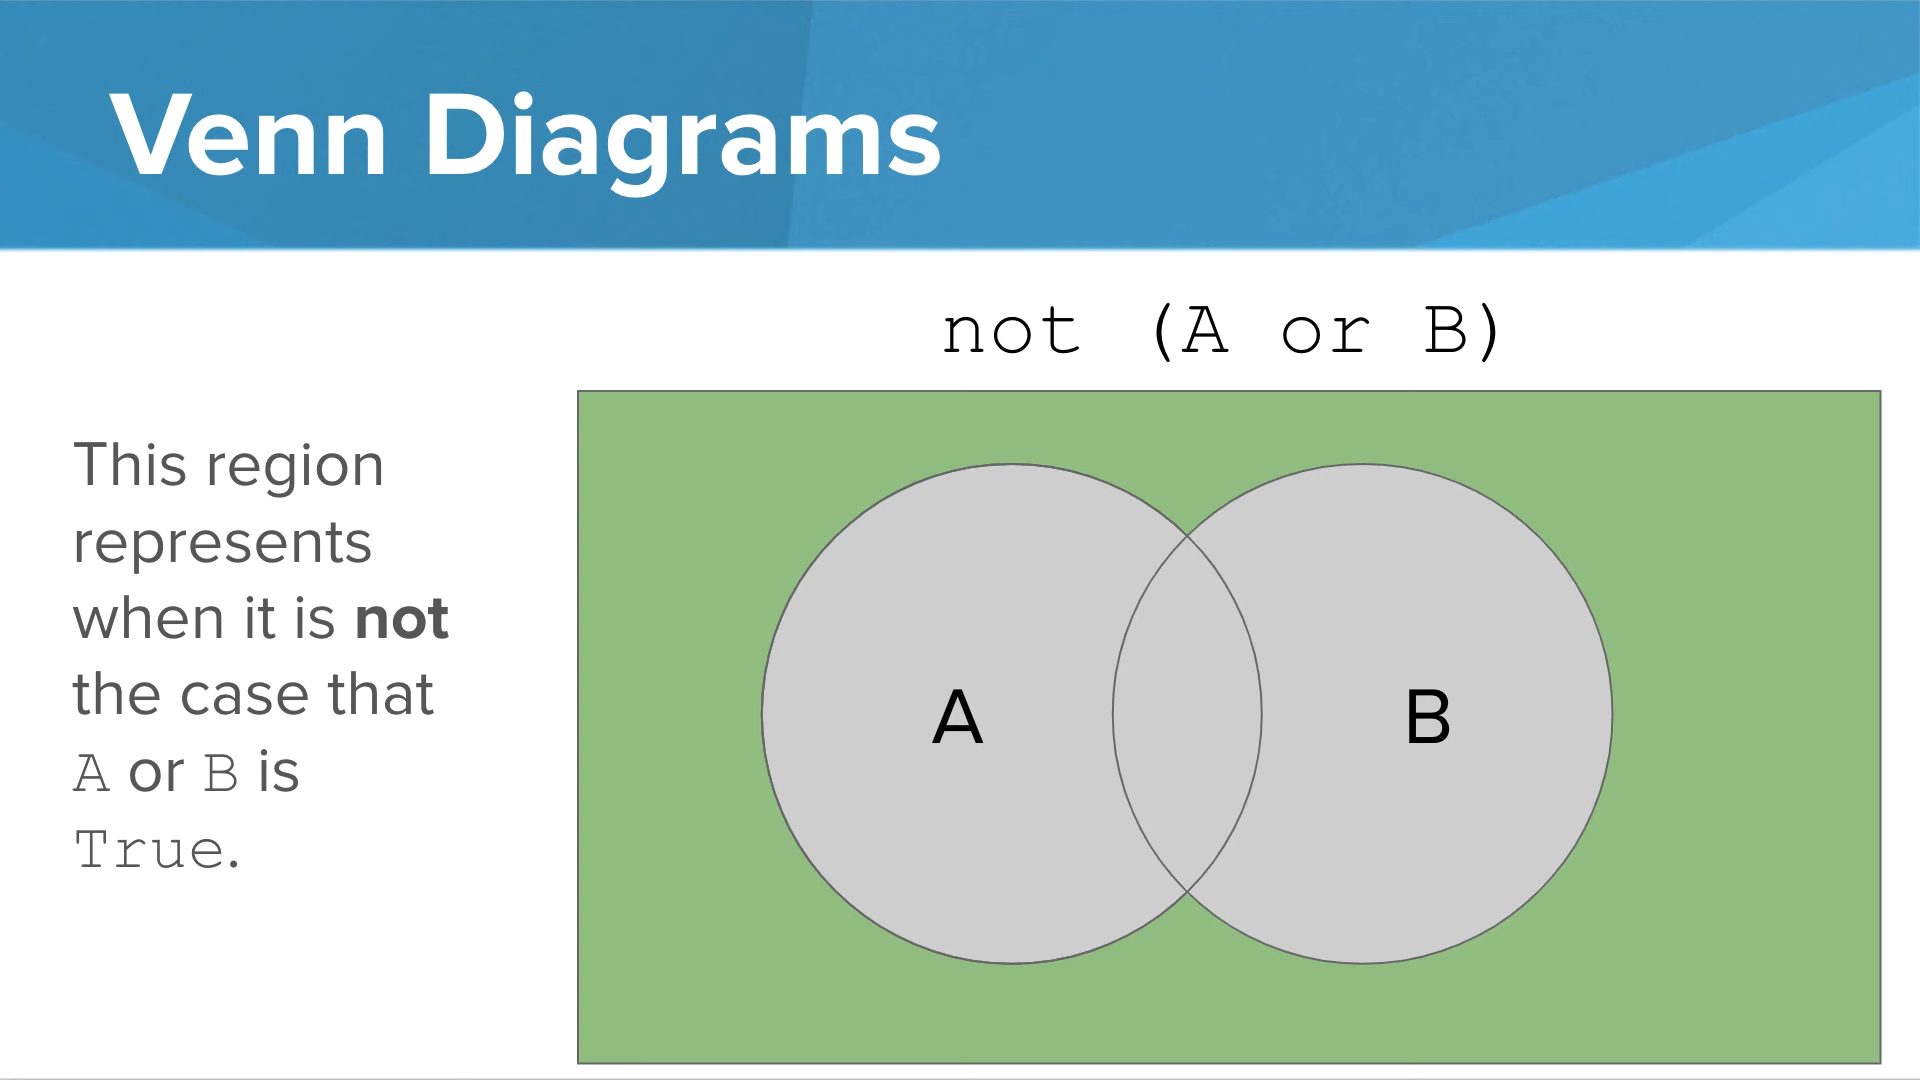 Venn Diagrams
not (A or B)
This region
represents
when it is not
the case that
A or B is
True.
A
B